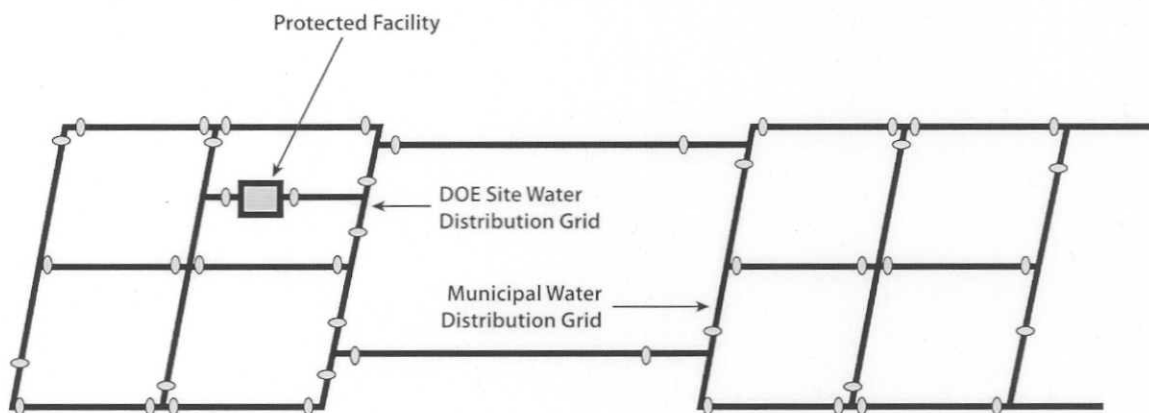 Protected Facility
DOE Site Water
Distribution Grid
Municipal Water
Distribution Grid